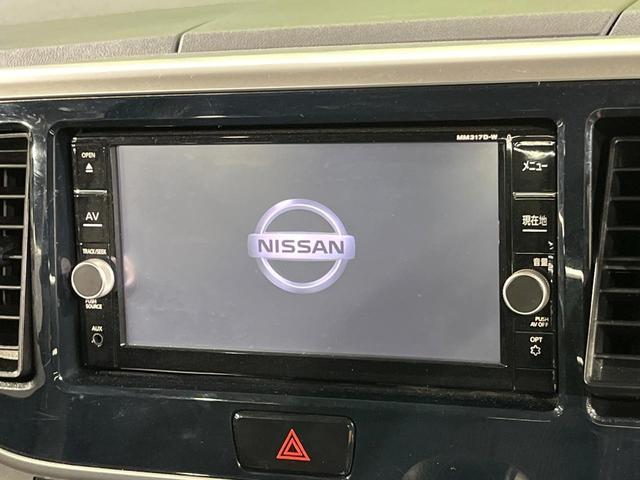 MM317D-W
OPEN
AV
TRACK/SEEK
PUSH
SOURCE
AUX
NISSAN
メニュー
現在地
音量
PUSH
AV OFF
OPT